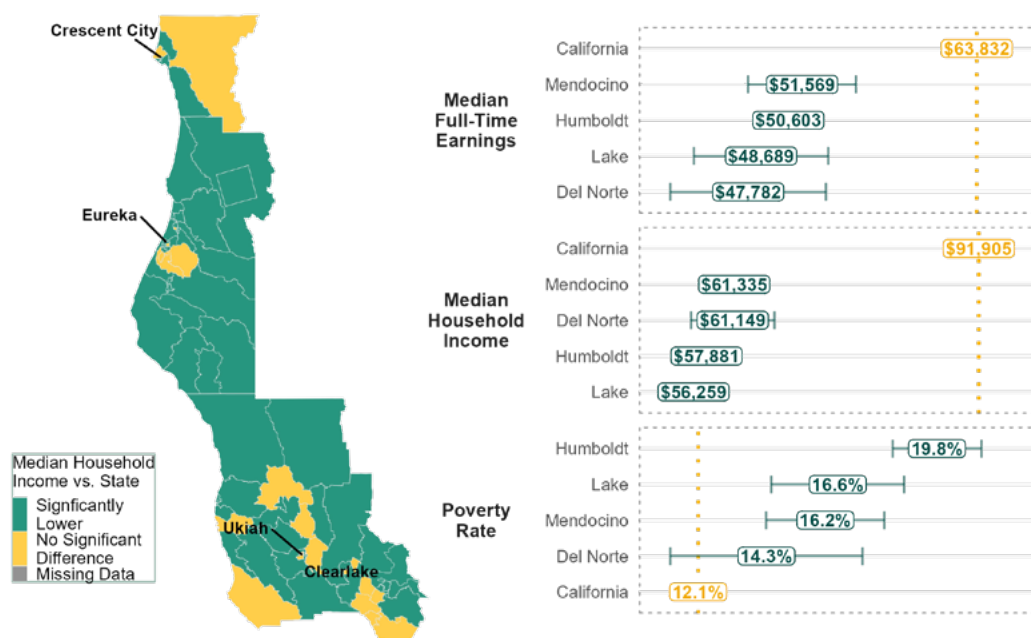 Crescent City
Eureka
Ukiah
Clearlake
Median Household
Income vs. State
Signficantly
Lower
No Significant
Difference
Missing Data
Median
Full-Time
Earnings
California
$63,832
Mendocino
$51,569
Humboldt
$50,603
Lake
$48,689
Del Norte
$47,782
Median
Household
Income
California
$91,905
Mendocino
$61,335
Del Norte
$61,149
Humboldt
$57,881
Lake
$56,259
Poverty
Rate
Humboldt
19.8%
Lake
16.6%
Mendocino
16.2%
Del Norte
14.3%
California
12.1%